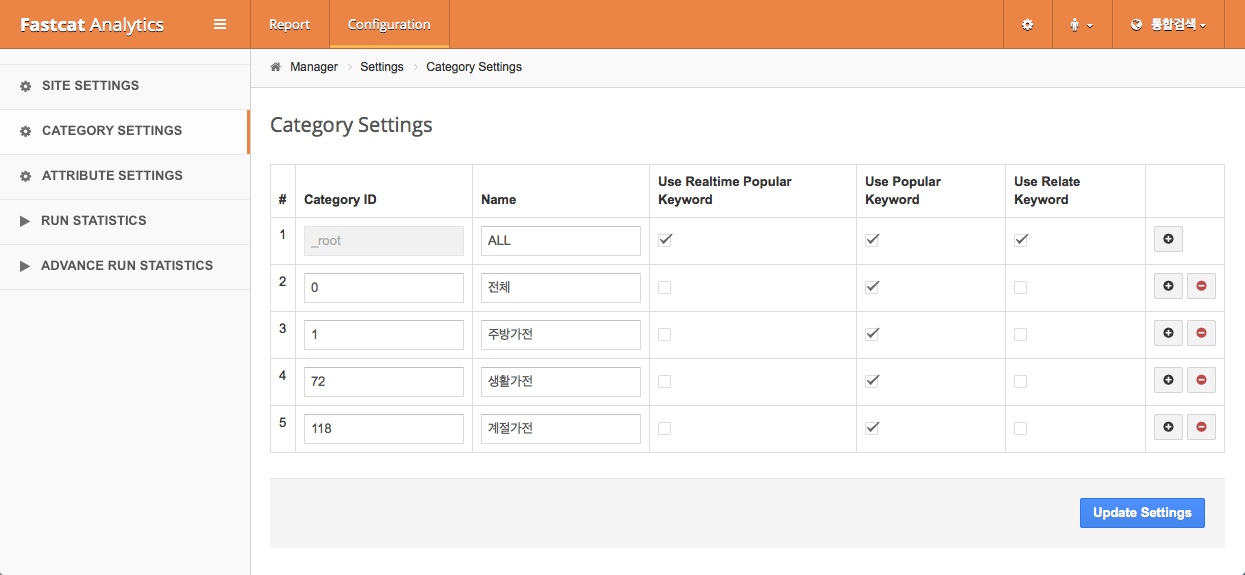 Fastcat Analytics
Report
Configuration
통합검색
Manager
Settings
Category Settings
SITE SETTINGS
CATEGORY SETTINGS
ATTRIBUTE SETTINGS
RUN STATISTICS
ADVANCE RUN STATISTICS
Category Settings
# Category ID Name Use Realtime Popular Keyword Use Popular Keyword Use Relate Keyword
1 _root ALL
2 0 전체
3 1 주방가전
4 72 생활가전
5 118 계절가전
Update Settings